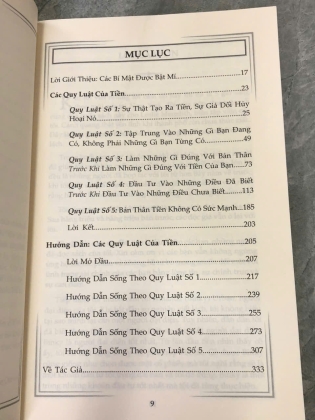 MỤC LỤC
Lời Giới Thiệu: Các Bí Mật Được Bật Mí.....17
Các Quy Luật Của Tiền.....23
Quy Luật Số 1: Sự Thật Tạo Ra Tiền, Sự Giả Dối Hủy
Hoại Nó.....25
Quy Luật Số 2: Tập Trung Vào Những Gì Bạn Đang
Có, Không Phải Những Gì Bạn Từng Có.....49
Quy Luật Số 3: Làm Những Gì Đúng Với Bản Thân
Trước Khi Làm Những Gì Đúng Với Tiền Của Bạn.....73
Quy Luật Số 4: Đầu Tư Vào Những Điều Đã Biết
Trước Khi Đầu Tư Vào Những Điều Chưa Biết.....113
Quy Luật Số 5: Bản Thân Tiền Không Có Sức Mạnh.....185
Lời Kết.....203
Hướng Dẫn: Các Quy Luật Của Tiền.....205
Lời Mở Đầu.....207
Hướng Dẫn Sống Theo Quy Luật Số 1.....217
Hướng Dẫn Sống Theo Quy Luật Số 2.....239
Hướng Dẫn Sống Theo Quy Luật Số 3.....255
Hướng Dẫn Sống Theo Quy Luật Số 4.....273
Hướng Dẫn Sống Theo Quy Luật Số 5.....307
Về Tác Giả.....333
9